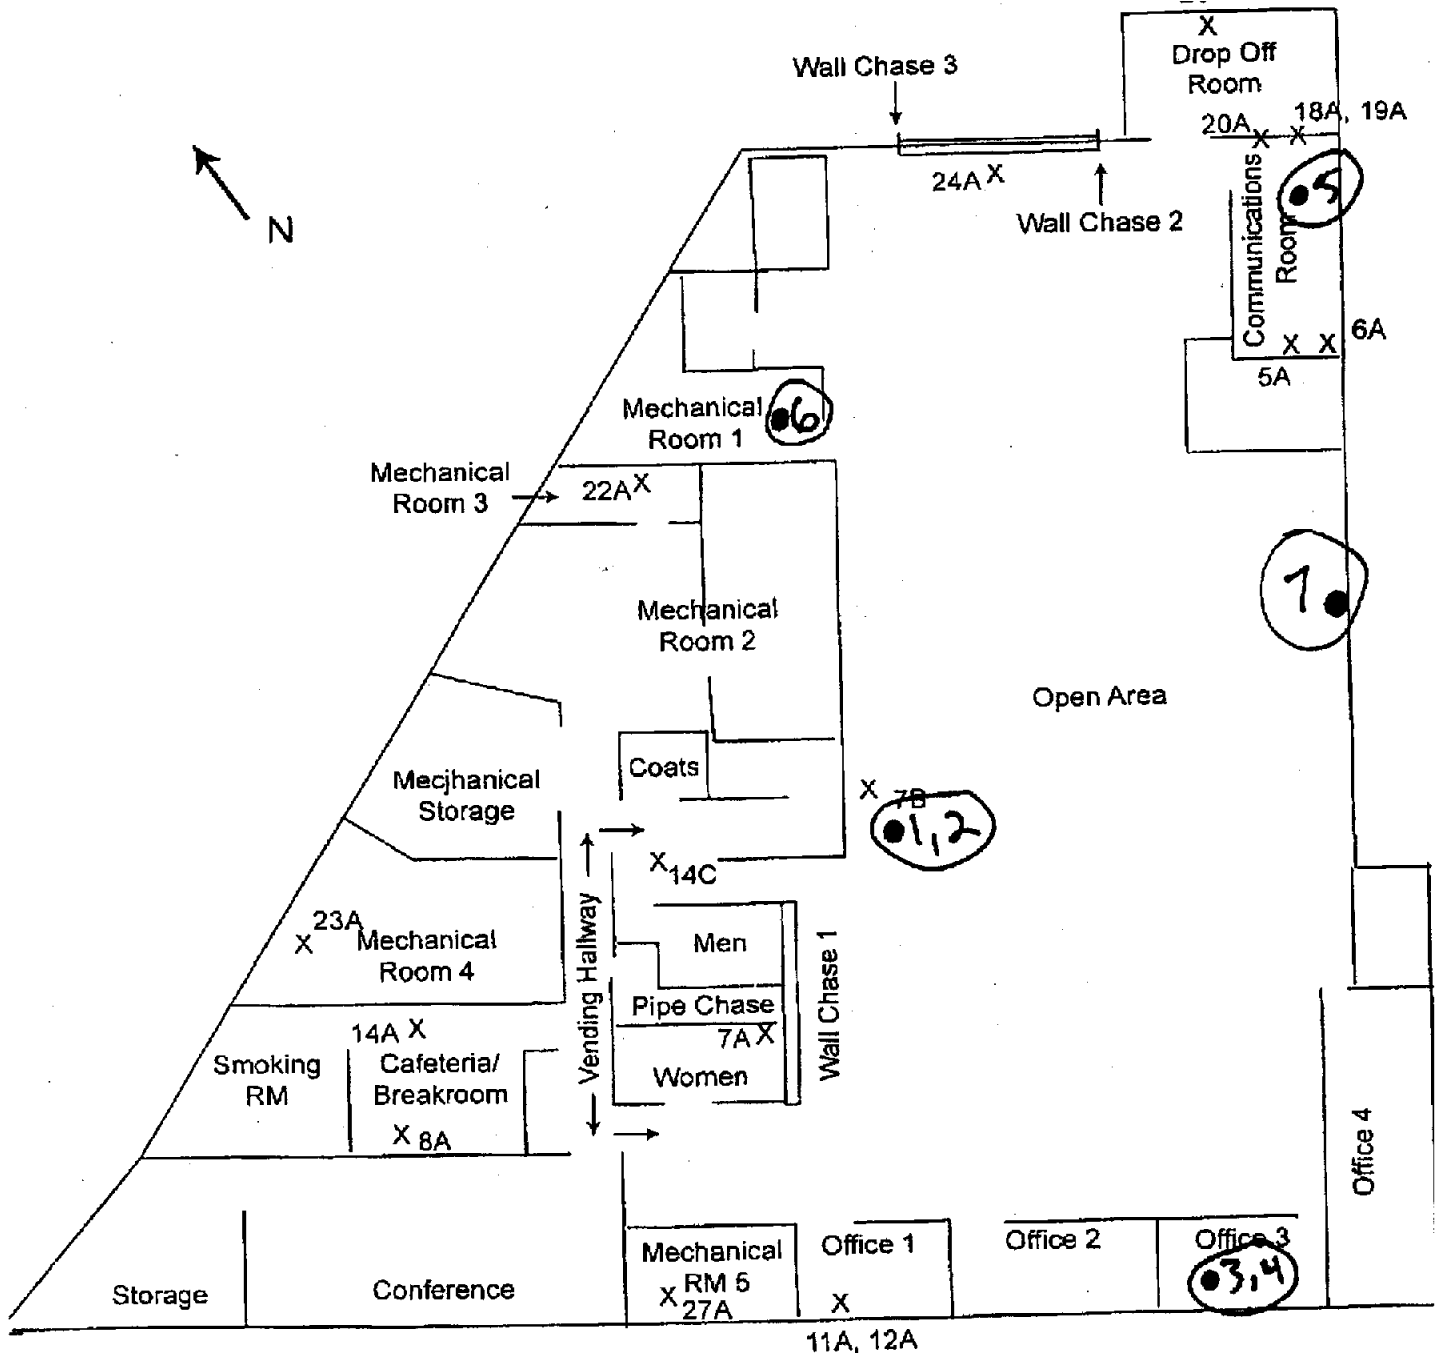 X
Drop Off
Room
Wall Chase 3
18A, 19A
20A X X
24A X
Wall Chase 2
N
Communications
Room
5
6A
X X
5A
Mechanical
Room 1
6
Mechanical
Room 3
22A X
7
Mechanical
Room 2
Open Area
Coats
Mecjhanical
Storage
X 7B
1,2
X 14C
Vending Hallway
23A
X
Mechanical
Room 4
Men
Pipe Chase
7A X
Women
Wall Chase 1
14A X
Smoking
RM
Cafeteria/
Breakroom
X 8A
Office 4
Storage
Conference
Mechanical
RM 5
X 27A
Office 1
X
11A, 12A
Office 2
Office 3
3,4